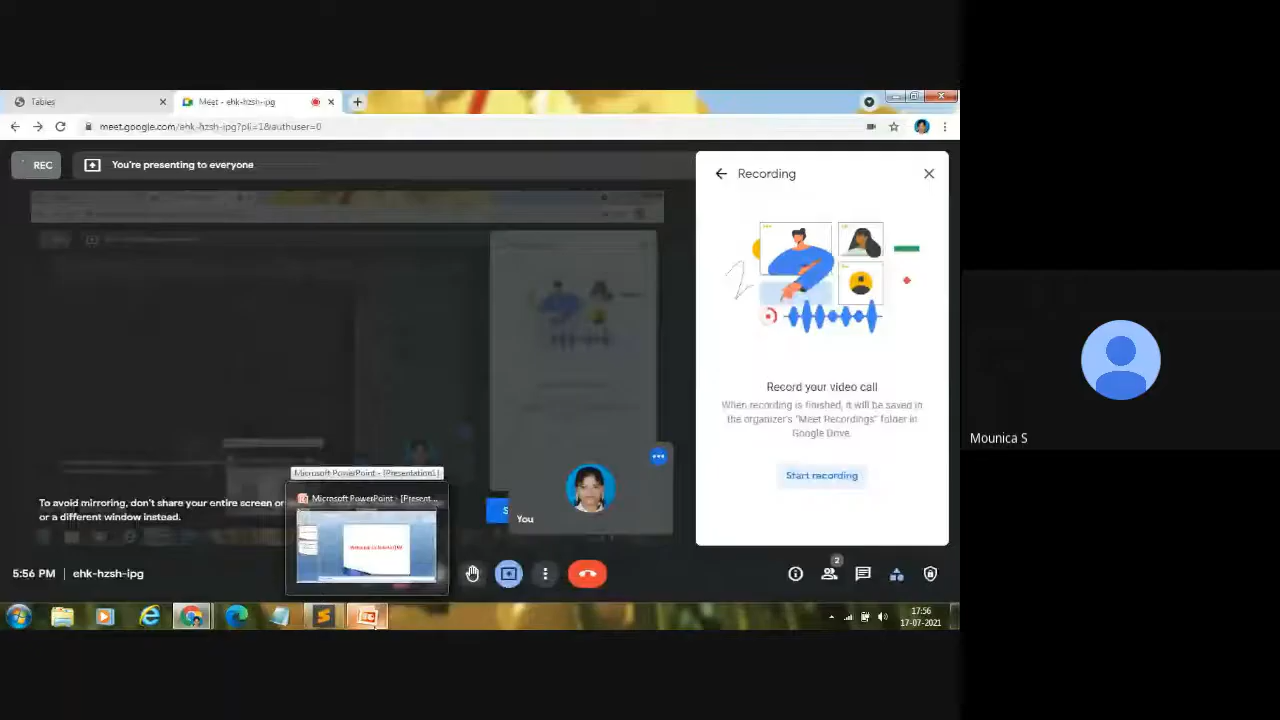 Tables
Meet - ehk-hzsh-ipg
meet.google.com/ehk-hzsh-ipg?pli=1&authuser=0
REC
You're presenting to everyone
Recording
Record your video call
When recording is finished, it will be saved in
the organizer's "Meet Recordings" folder in
Google Drive.
Start recording
Microsoft PowerPoint - [Presentation1]
Microsoft PowerPoint - [Present...
To avoid mirroring, don't share your entire screen or
or a different window instead.
S
You
Mounica S
5:56 PM | ehk-hzsh-ipg
2
17:56
17-07-2021